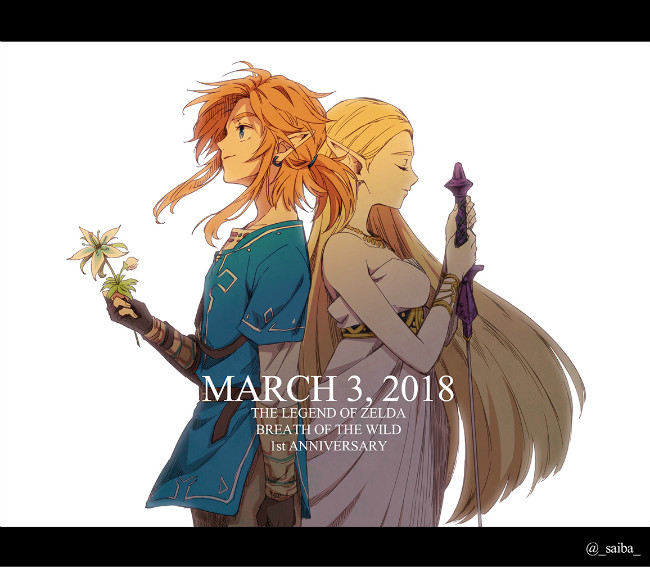 MARCH 3, 2018
THE LEGEND OF ZELDA
BREATH OF THE WILD
1st ANNIVERSARY
@_saiba_